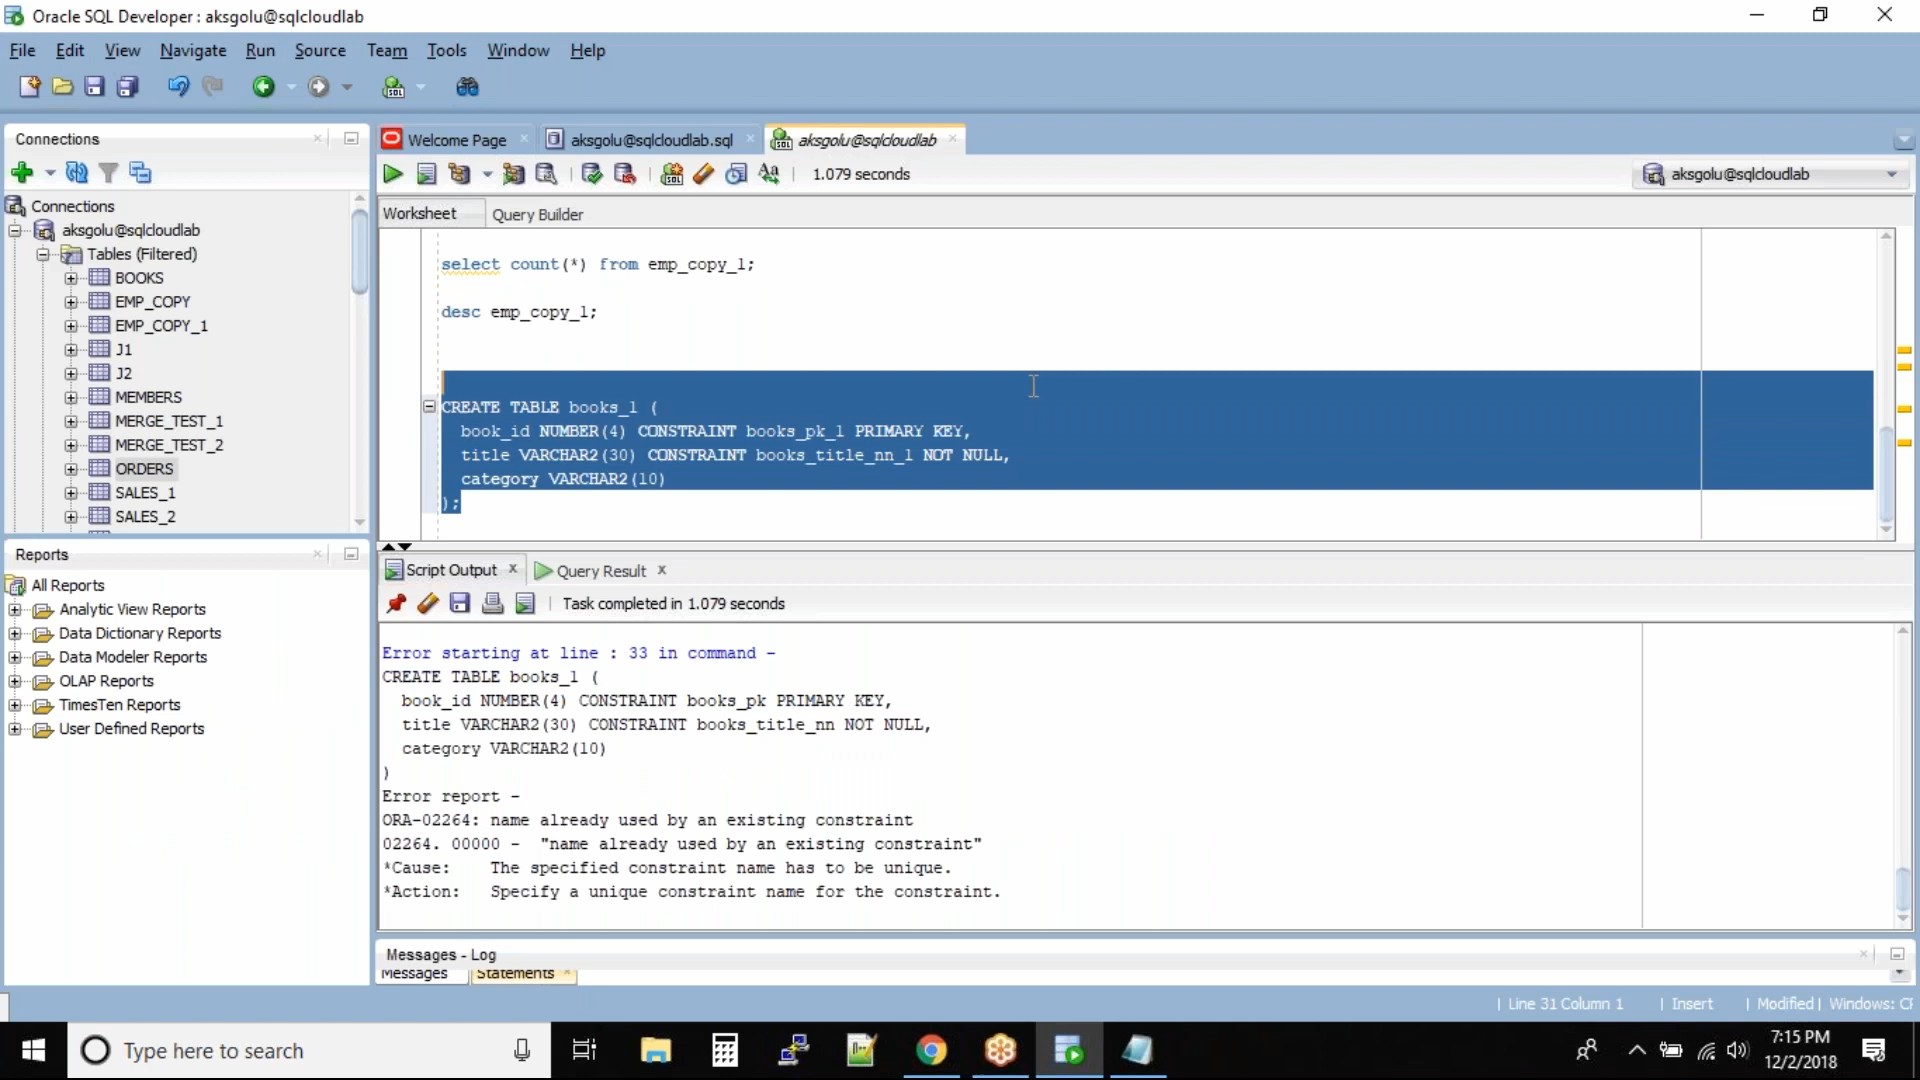 Oracle SQL Developer : aksgolu@sqlcloudlab
File Edit View Navigate Run Source Team Tools Window Help
Connections
Welcome Page
aksgolu@sqlcloudlab.sql
aksgolu@sqlcloudlab
1.079 seconds
aksgolu@sqlcloudlab
Worksheet
Query Builder
Connections
aksgolu@sqlcloudlab
Tables (Filtered)
BOOKS
EMP_COPY
EMP_COPY_1
J1
J2
MEMBERS
MERGE_TEST_1
MERGE_TEST_2
ORDERS
SALES_1
SALES_2
select count(*) from emp_copy_1;
desc emp_copy_1;
CREATE TABLE books_1 (
book_id NUMBER(4) CONSTRAINT books_pk_1 PRIMARY KEY,
title VARCHAR2(30) CONSTRAINT books_title_nn_1 NOT NULL,
category VARCHAR2(10)
);
Reports
All Reports
Analytic View Reports
Data Dictionary Reports
Data Modeler Reports
OLAP Reports
TimesTen Reports
User Defined Reports
Script Output
Query Result
Task completed in 1.079 seconds
Error starting at line : 33 in command -
CREATE TABLE books_1 (
book_id NUMBER(4) CONSTRAINT books_pk PRIMARY KEY,
title VARCHAR2(30) CONSTRAINT books_title_nn NOT NULL,
category VARCHAR2(10)
)
Error report -
ORA-02264: name already used by an existing constraint
02264. 00000 - "name already used by an existing constraint"
*Cause: The specified constraint name has to be unique.
*Action: Specify a unique constraint name for the constraint.
Messages - Log
Messages
Statements
Line 31 Column 1
Insert
Modified
Windows: CR
Type here to search
7:15 PM
12/2/2018